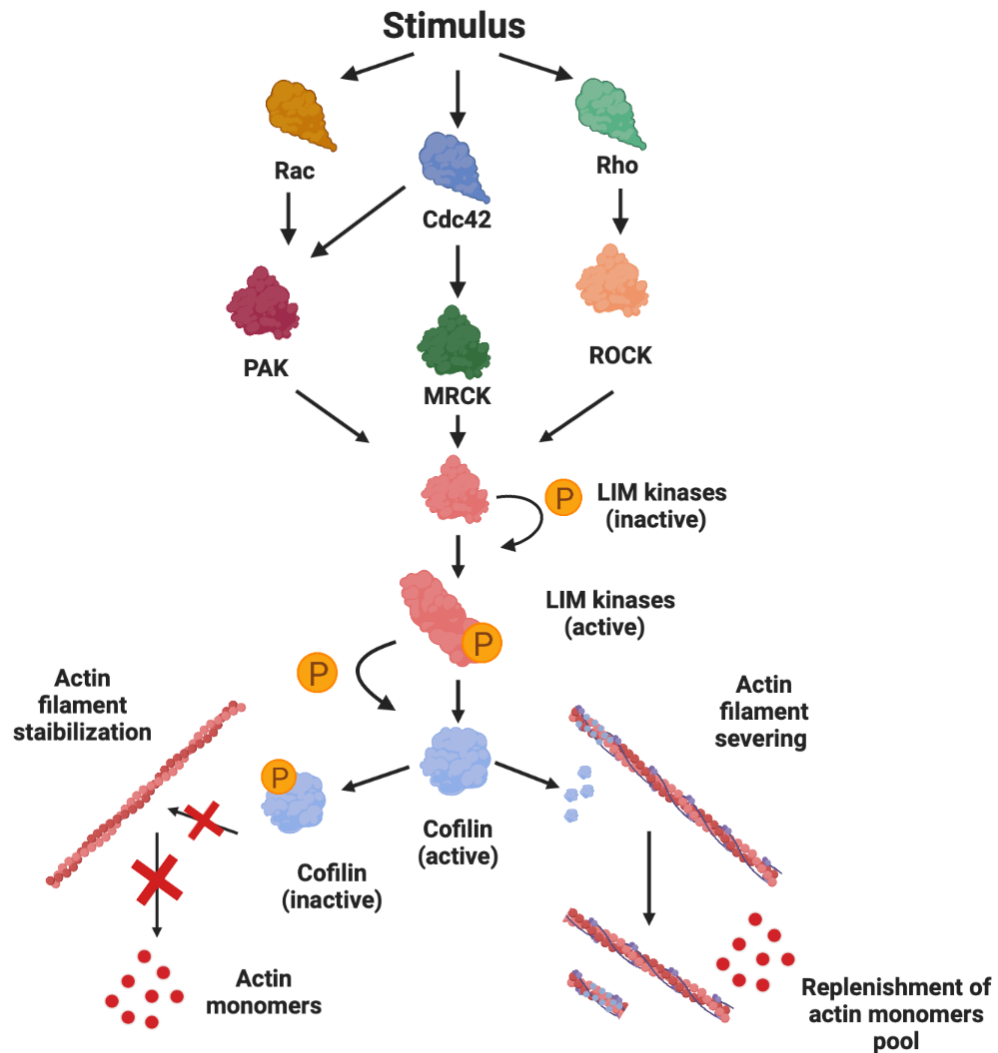 Stimulus
Rac
Cdc42
Rho
PAK
MRCK
ROCK
P
LIM kinases
(inactive)
LIM kinases
(active)
P
P
Actin
filament
staibilization
Actin
filament
severing
P
Cofilin
(active)
Cofilin
(inactive)
Actin
monomers
Replenishment of
actin monomers
pool